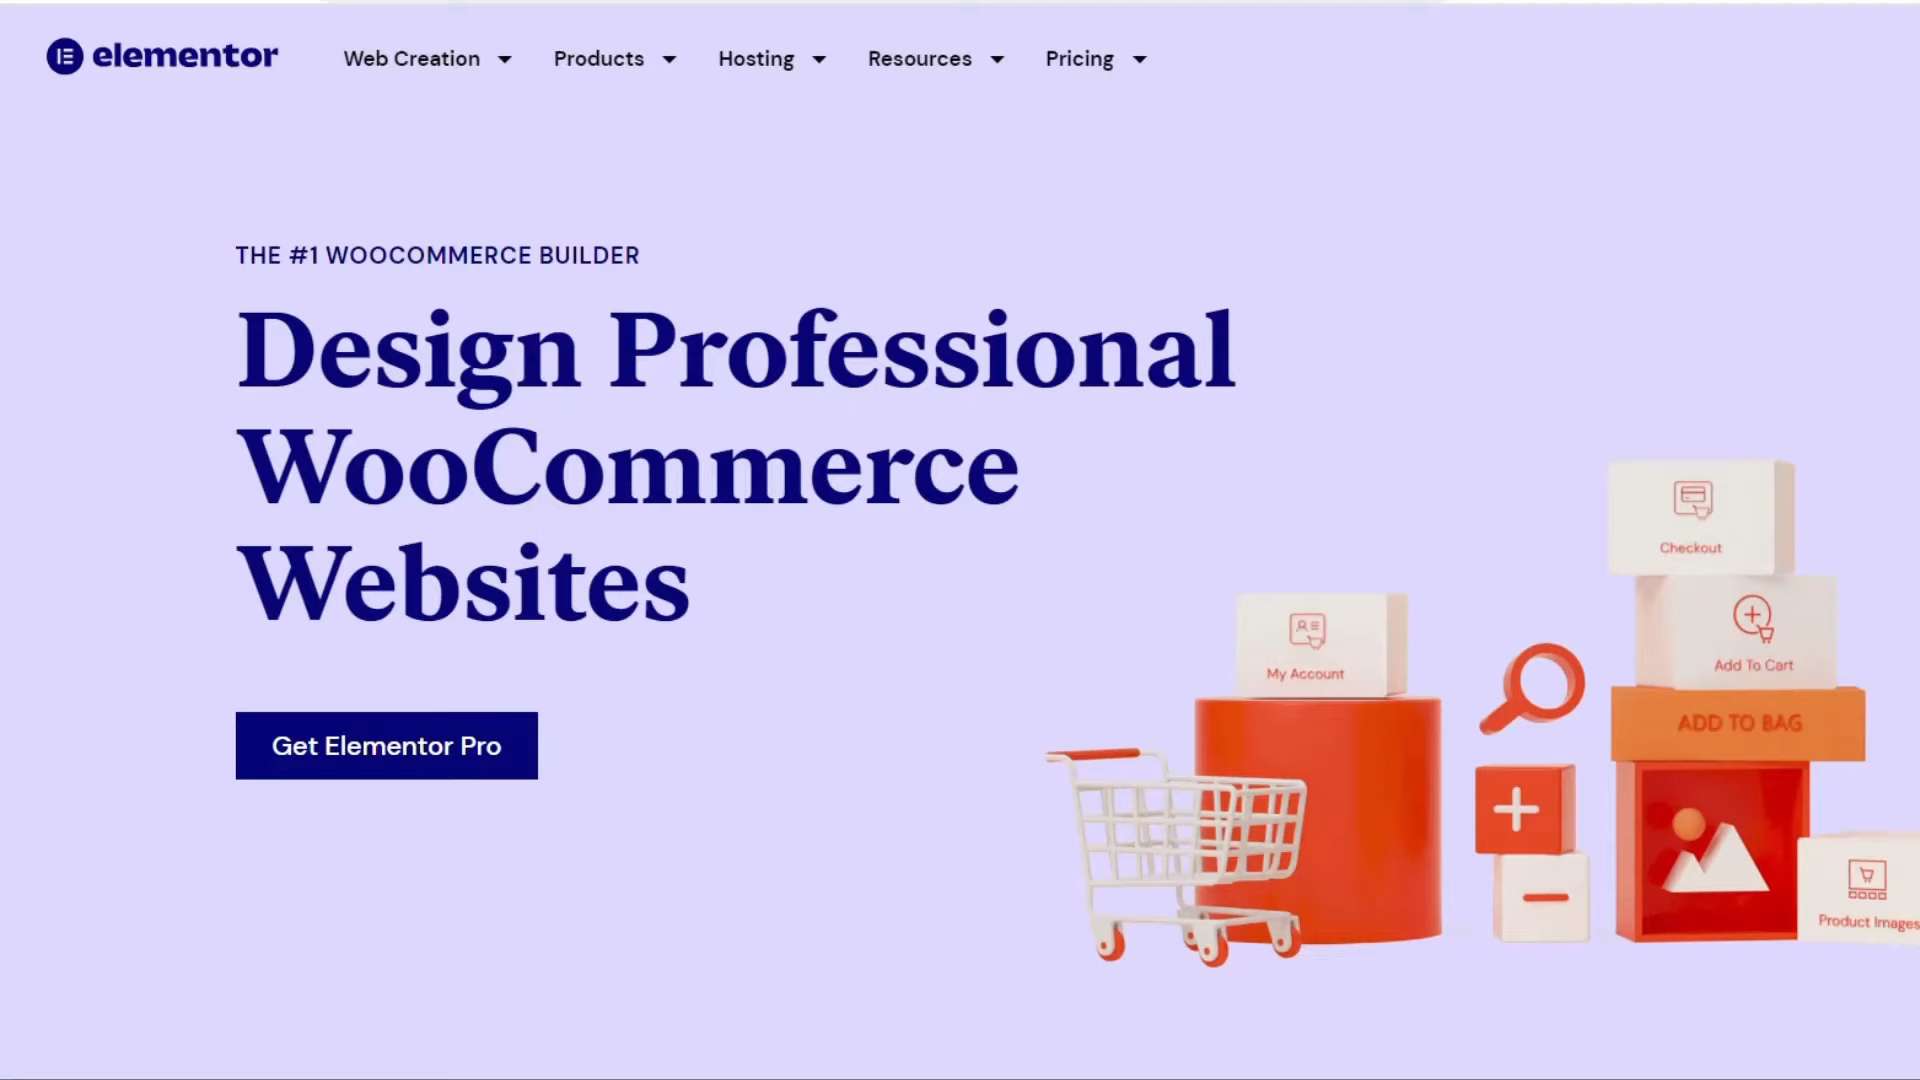 elementor
Web Creation
Products
Hosting
Resources
Pricing
THE #1 WOOCOMMERCE BUILDER
Design Professional
WooCommerce
Websites
Get Elementor Pro
Checkout
Add To Cart
My Account
ADD TO BAG
Product Images